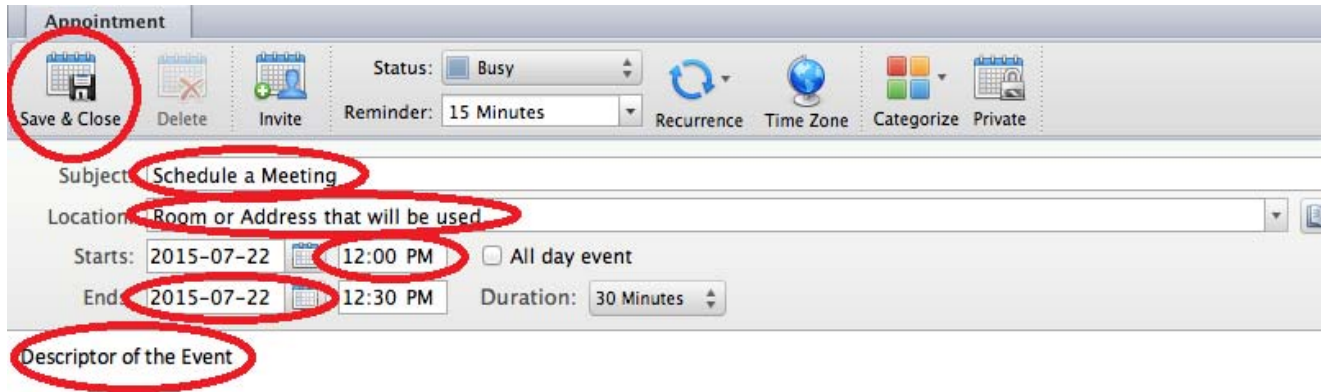 Appointment
Status: Busy
Reminder: 15 Minutes
Save & Close Delete Invite Recurrence Time Zone Categorize Private
Subject: Schedule a Meeting
Location: Room or Address that will be used
Starts: 2015-07-22 12:00 PM All day event
Ends: 2015-07-22 12:30 PM Duration: 30 Minutes
Descriptor of the Event